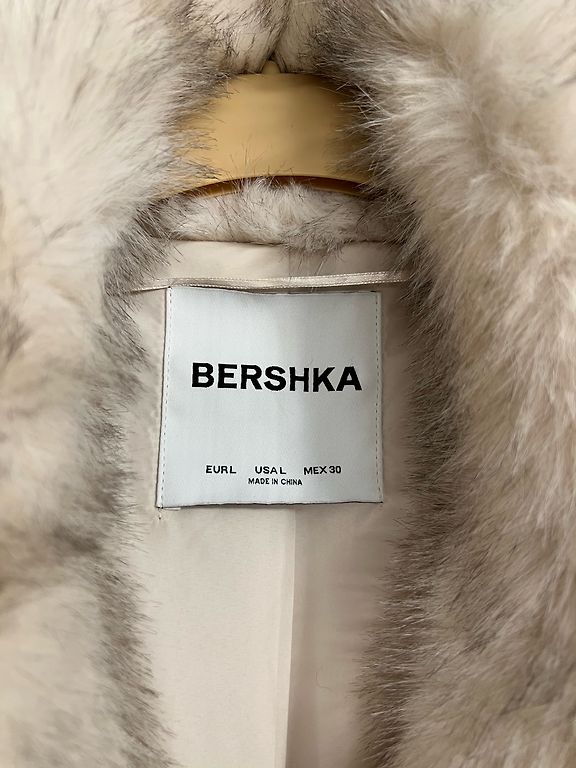 BERSHKA
EUR L USA L MEX 30
MADE IN CHINA